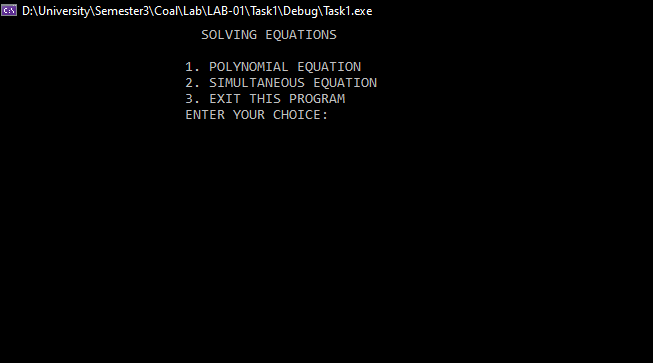 D:\University\Semester3\Coal\Lab\LAB-01\Task1\Debug\Task1.exe
SOLVING EQUATIONS
1. POLYNOMIAL EQUATION
2. SIMULTANEOUS EQUATION
3. EXIT THIS PROGRAM
ENTER YOUR CHOICE: